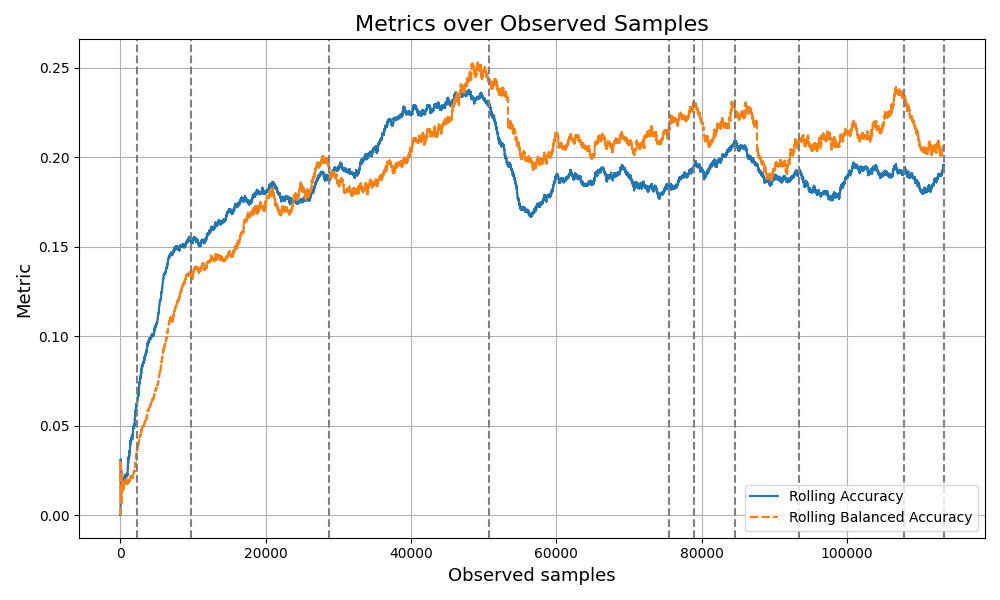 Metrics over Observed Samples
Metric
0.25
0.20
0.15
0.10
0.05
0.00
0
20000
40000
60000
80000
100000
Observed samples
Rolling Accuracy
Rolling Balanced Accuracy